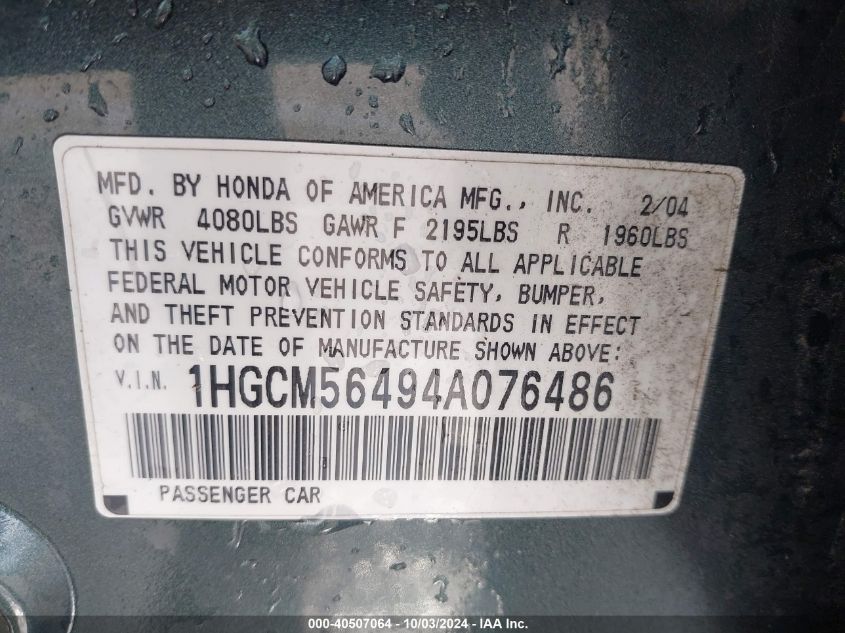 MFD. BY HONDA OF AMERICA MFG., INC. 2/04
GVWR 4080LBS GAWR F 2195LBS R 1960LBS
THIS VEHICLE CONFORMS TO ALL APPLICABLE
FEDERAL MOTOR VEHICLE SAFETY, BUMPER,
AND THEFT PREVENTION STANDARDS IN EFFECT
ON THE DATE OF MANUFACTURE SHOWN ABOVE:
V.I.N. 1HGCM56494A076486
PASSENGER CAR
000-40507064 - 10/03/2024 - IAA Inc.